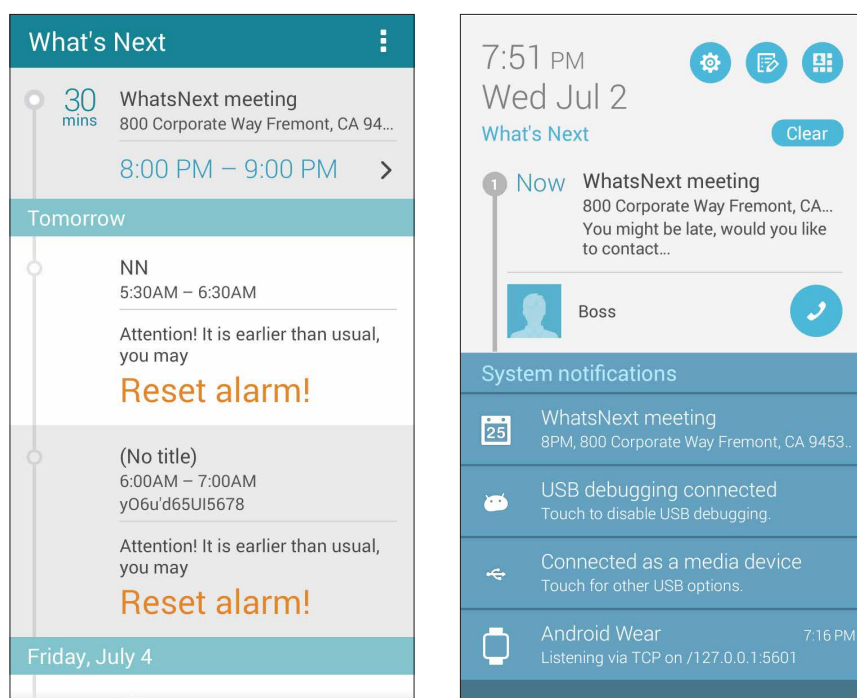 What's Next
30
mins
WhatsNext meeting
800 Corporate Way Fremont, CA 94...
8:00 PM – 9:00 PM
Tomorrow
NN
5:30AM – 6:30AM
Attention! It is earlier than usual,
you may
Reset alarm!
(No title)
6:00AM – 7:00AM
yO6u'd65UI5678
Attention! It is earlier than usual,
you may
Reset alarm!
Friday, July 4
7:51 PM
Wed Jul 2
What's Next
Clear
1
Now
WhatsNext meeting
800 Corporate Way Fremont, CA...
You might be late, would you like
to contact...
Boss
System notifications
25
WhatsNext meeting
8PM, 800 Corporate Way Fremont, CA 9453..
USB debugging connected
Touch to disable USB debugging.
Connected as a media device
Touch for other USB options.
Android Wear
7:16 PM
Listening via TCP on /127.0.0.1:5601